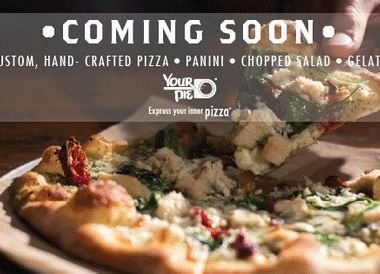 • COMING SOON •
USTOM, HAND- CRAFTED PIZZA • PANINI • CHOPPED SALAD • GELAT
YOUR
PIE
Express your inner pizza